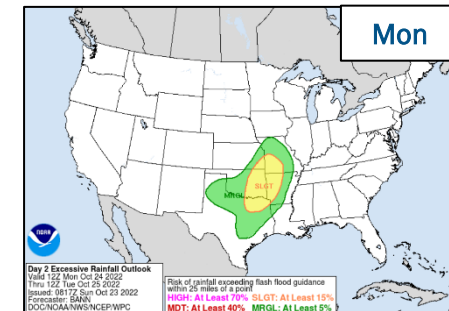 Mon
SLGT
MRGL
NOAA
Day 2 Excessive Rainfall Outlook
Valid 12Z Mon Oct 24 2022
Thru 12Z Tue Oct 25 2022
Issued: 0817Z Sun Oct 23 2022
Forecaster: BANN
DOC/NOAA/NWS/NCEP/WPC
Risk of rainfall exceeding flash flood guidance
within 25 miles of a point
HIGH: At Least 70% SLGT: At Least 15%
MDT: At Least 40% MRGL: At Least 5%